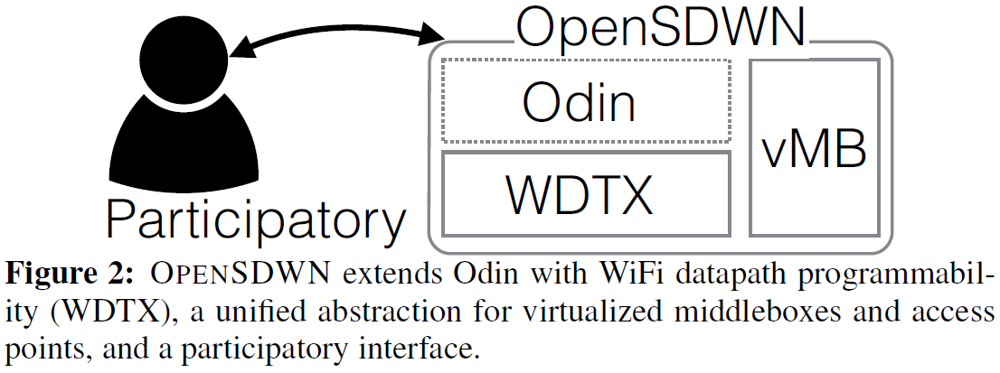 OpenSDWN
Odin
WDTX
vMB
Participatory
Figure 2: OPENSDWN extends Odin with WiFi datapath programmabil-
ity (WDTX), a unified abstraction for virtualized middleboxes and access
points, and a participatory interface.